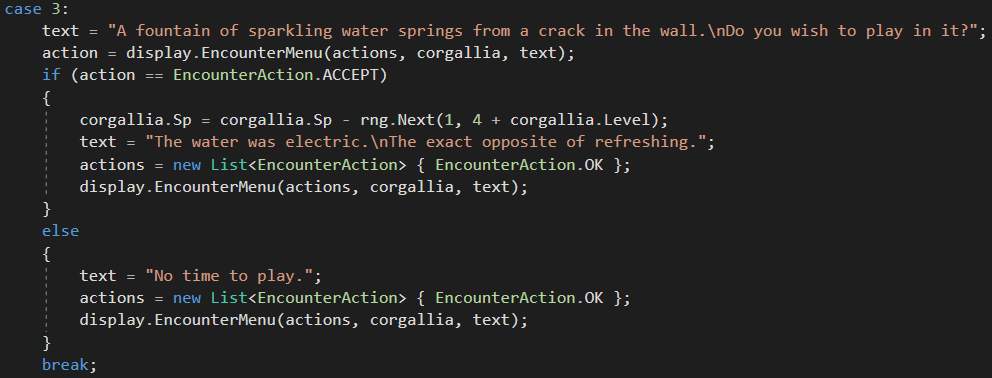 case 3:
    text = "A fountain of sparkling water springs from a crack in the wall.\nDo you wish to play in it?";
    action = display.EncounterMenu(actions, corgallia, text);
    if (action == EncounterAction.ACCEPT)
    {
        corgallia.Sp = corgallia.Sp - rng.Next(1, 4 + corgallia.Level);
        text = "The water was electric.\nThe exact opposite of refreshing.";
        actions = new List<EncounterAction> { EncounterAction.OK };
        display.EncounterMenu(actions, corgallia, text);
    }
    else
    {
        text = "No time to play.";
        actions = new List<EncounterAction> { EncounterAction.OK };
        display.EncounterMenu(actions, corgallia, text);
    }
    break;